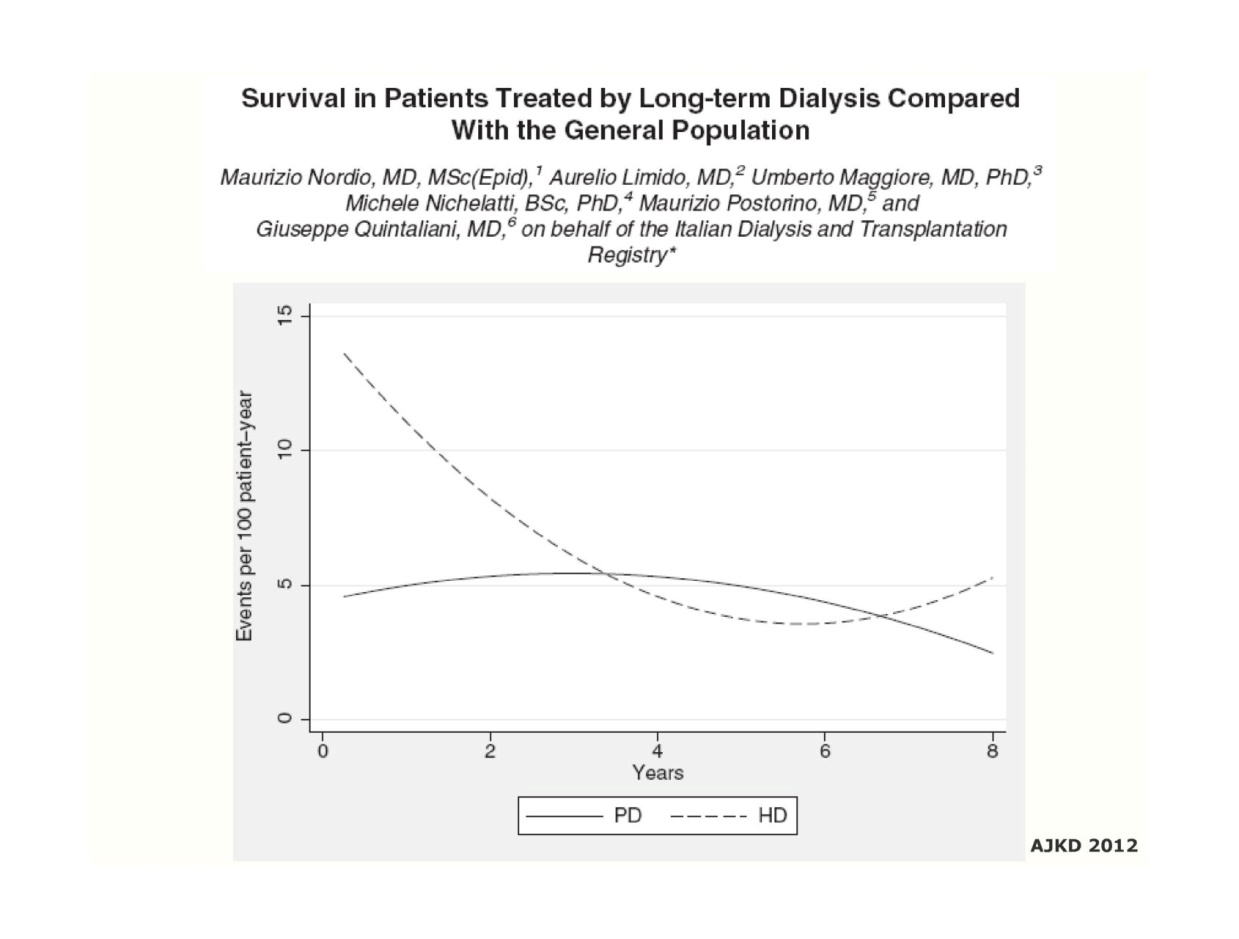 Survival in Patients Treated by Long-term Dialysis Compared
With the General Population
Maurizio Nordio, MD, MSc(Epid),¹ Aurelio Limido, MD,² Umberto Maggiore, MD, PhD,³
Michele Nichelatti, BSc, PhD,⁴ Maurizio Postorino, MD,⁵ and
Giuseppe Quintaliani, MD,⁶ on behalf of the Italian Dialysis and Transplantation
Registry*
Events per 100 patient–year
15
10
5
0
0 2 4 6 8
Years
PD HD
AJKD 2012